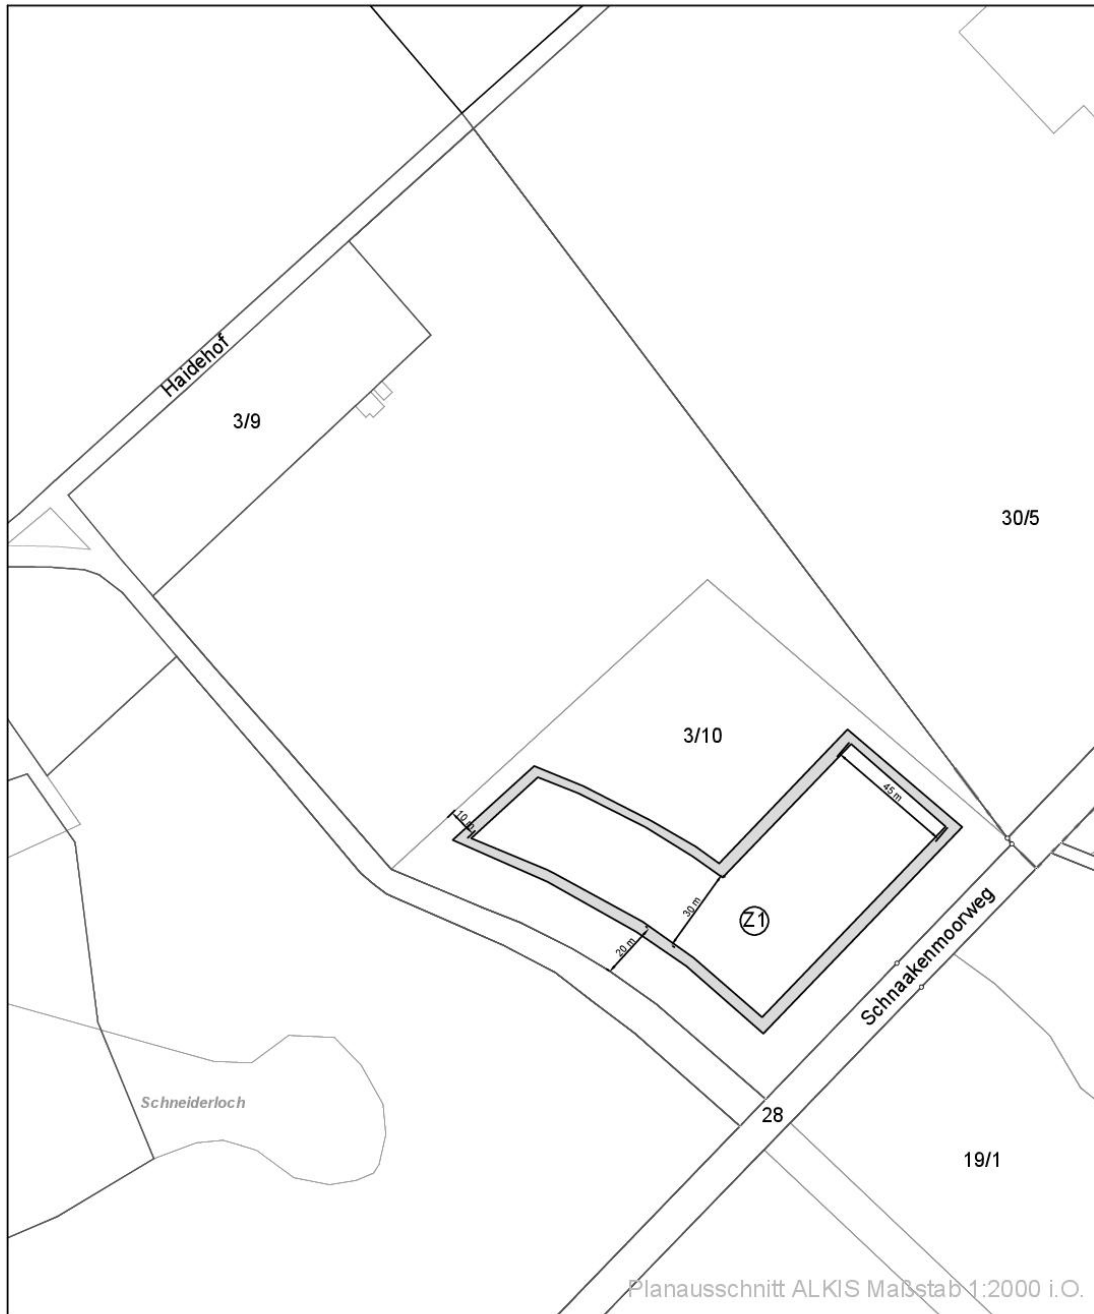 Haidehof
3/9
30/5
3/10
45 m
10 m
30 m
Z1
20 m
Schnaakenmoorweg
Schneiderloch
28
19/1
Planausschnitt ALKIS Maßstab 1:2000 i.O.